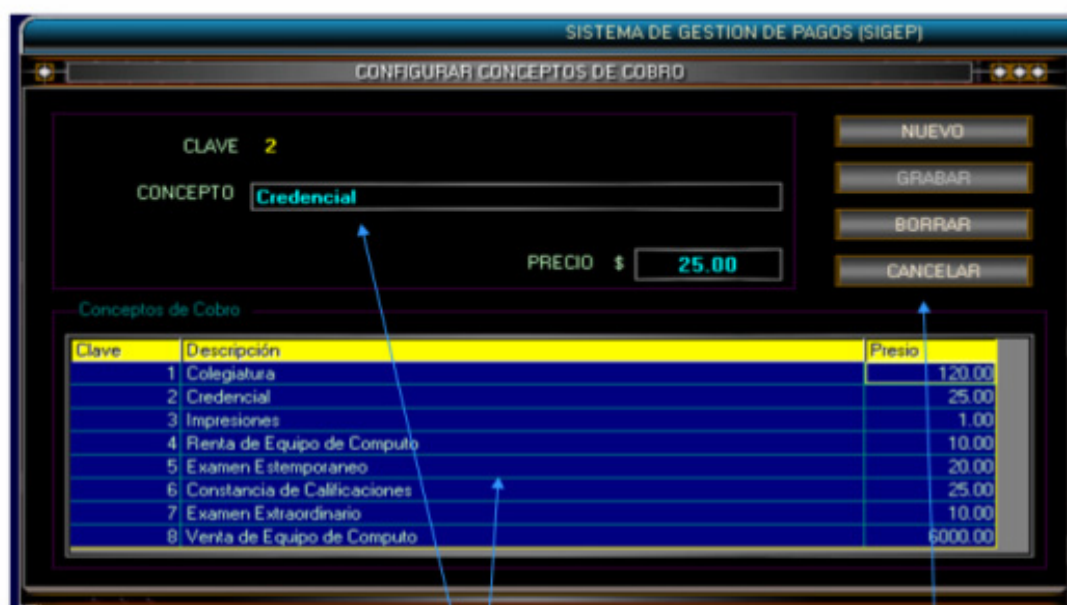 SISTEMA DE GESTION DE PAGOS (SIGEP)
CONFIGURAR CONCEPTOS DE COBRO
CLAVE 2
CONCEPTO Credencial
PRECIO $ 25.00
NUEVO
GRABAR
BORRAR
CANCELAR
Conceptos de Cobro
Clave Descripción Presio
1 Colegiatura 120.00
2 Credencial 25.00
3 Impresiones 1.00
4 Renta de Equipo de Computo 10.00
5 Examen Estemporaneo 20.00
6 Constancia de Calificaciones 25.00
7 Examen Extraordinario 10.00
8 Venta de Equipo de Computo 6000.00